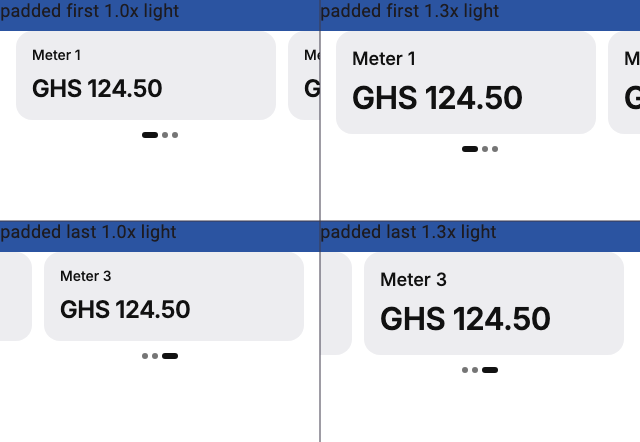 padded first 1.0x light
Meter 1
GHS 124.50
padded first 1.3x light
Meter 1
GHS 124.50
padded last 1.0x light
Meter 3
GHS 124.50
padded last 1.3x light
Meter 3
GHS 124.50